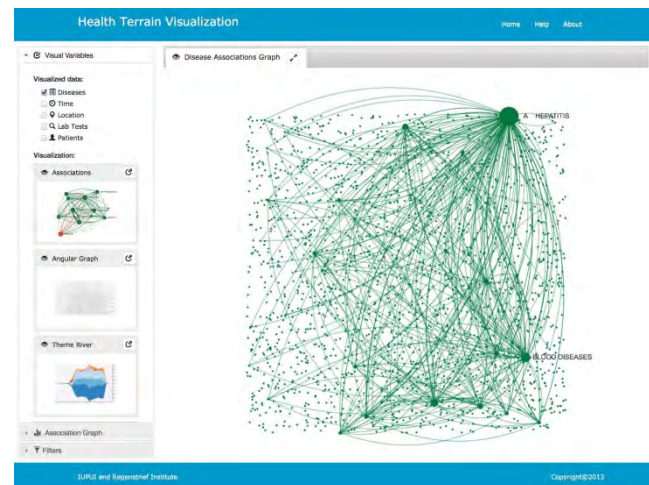 Health Terrain Visualization
Home Help About
Visual Variables
Disease Associations Graph
Visualized data:
Diseases
Time
Location
Lab Tests
Patients
Visualization:
Associations
Angular Graph
Theme River
Association Graph
Filters
A HEPATITIS
BLOOD DISEASES
IUPUI and Regenstrief Institute
Copyright©2013